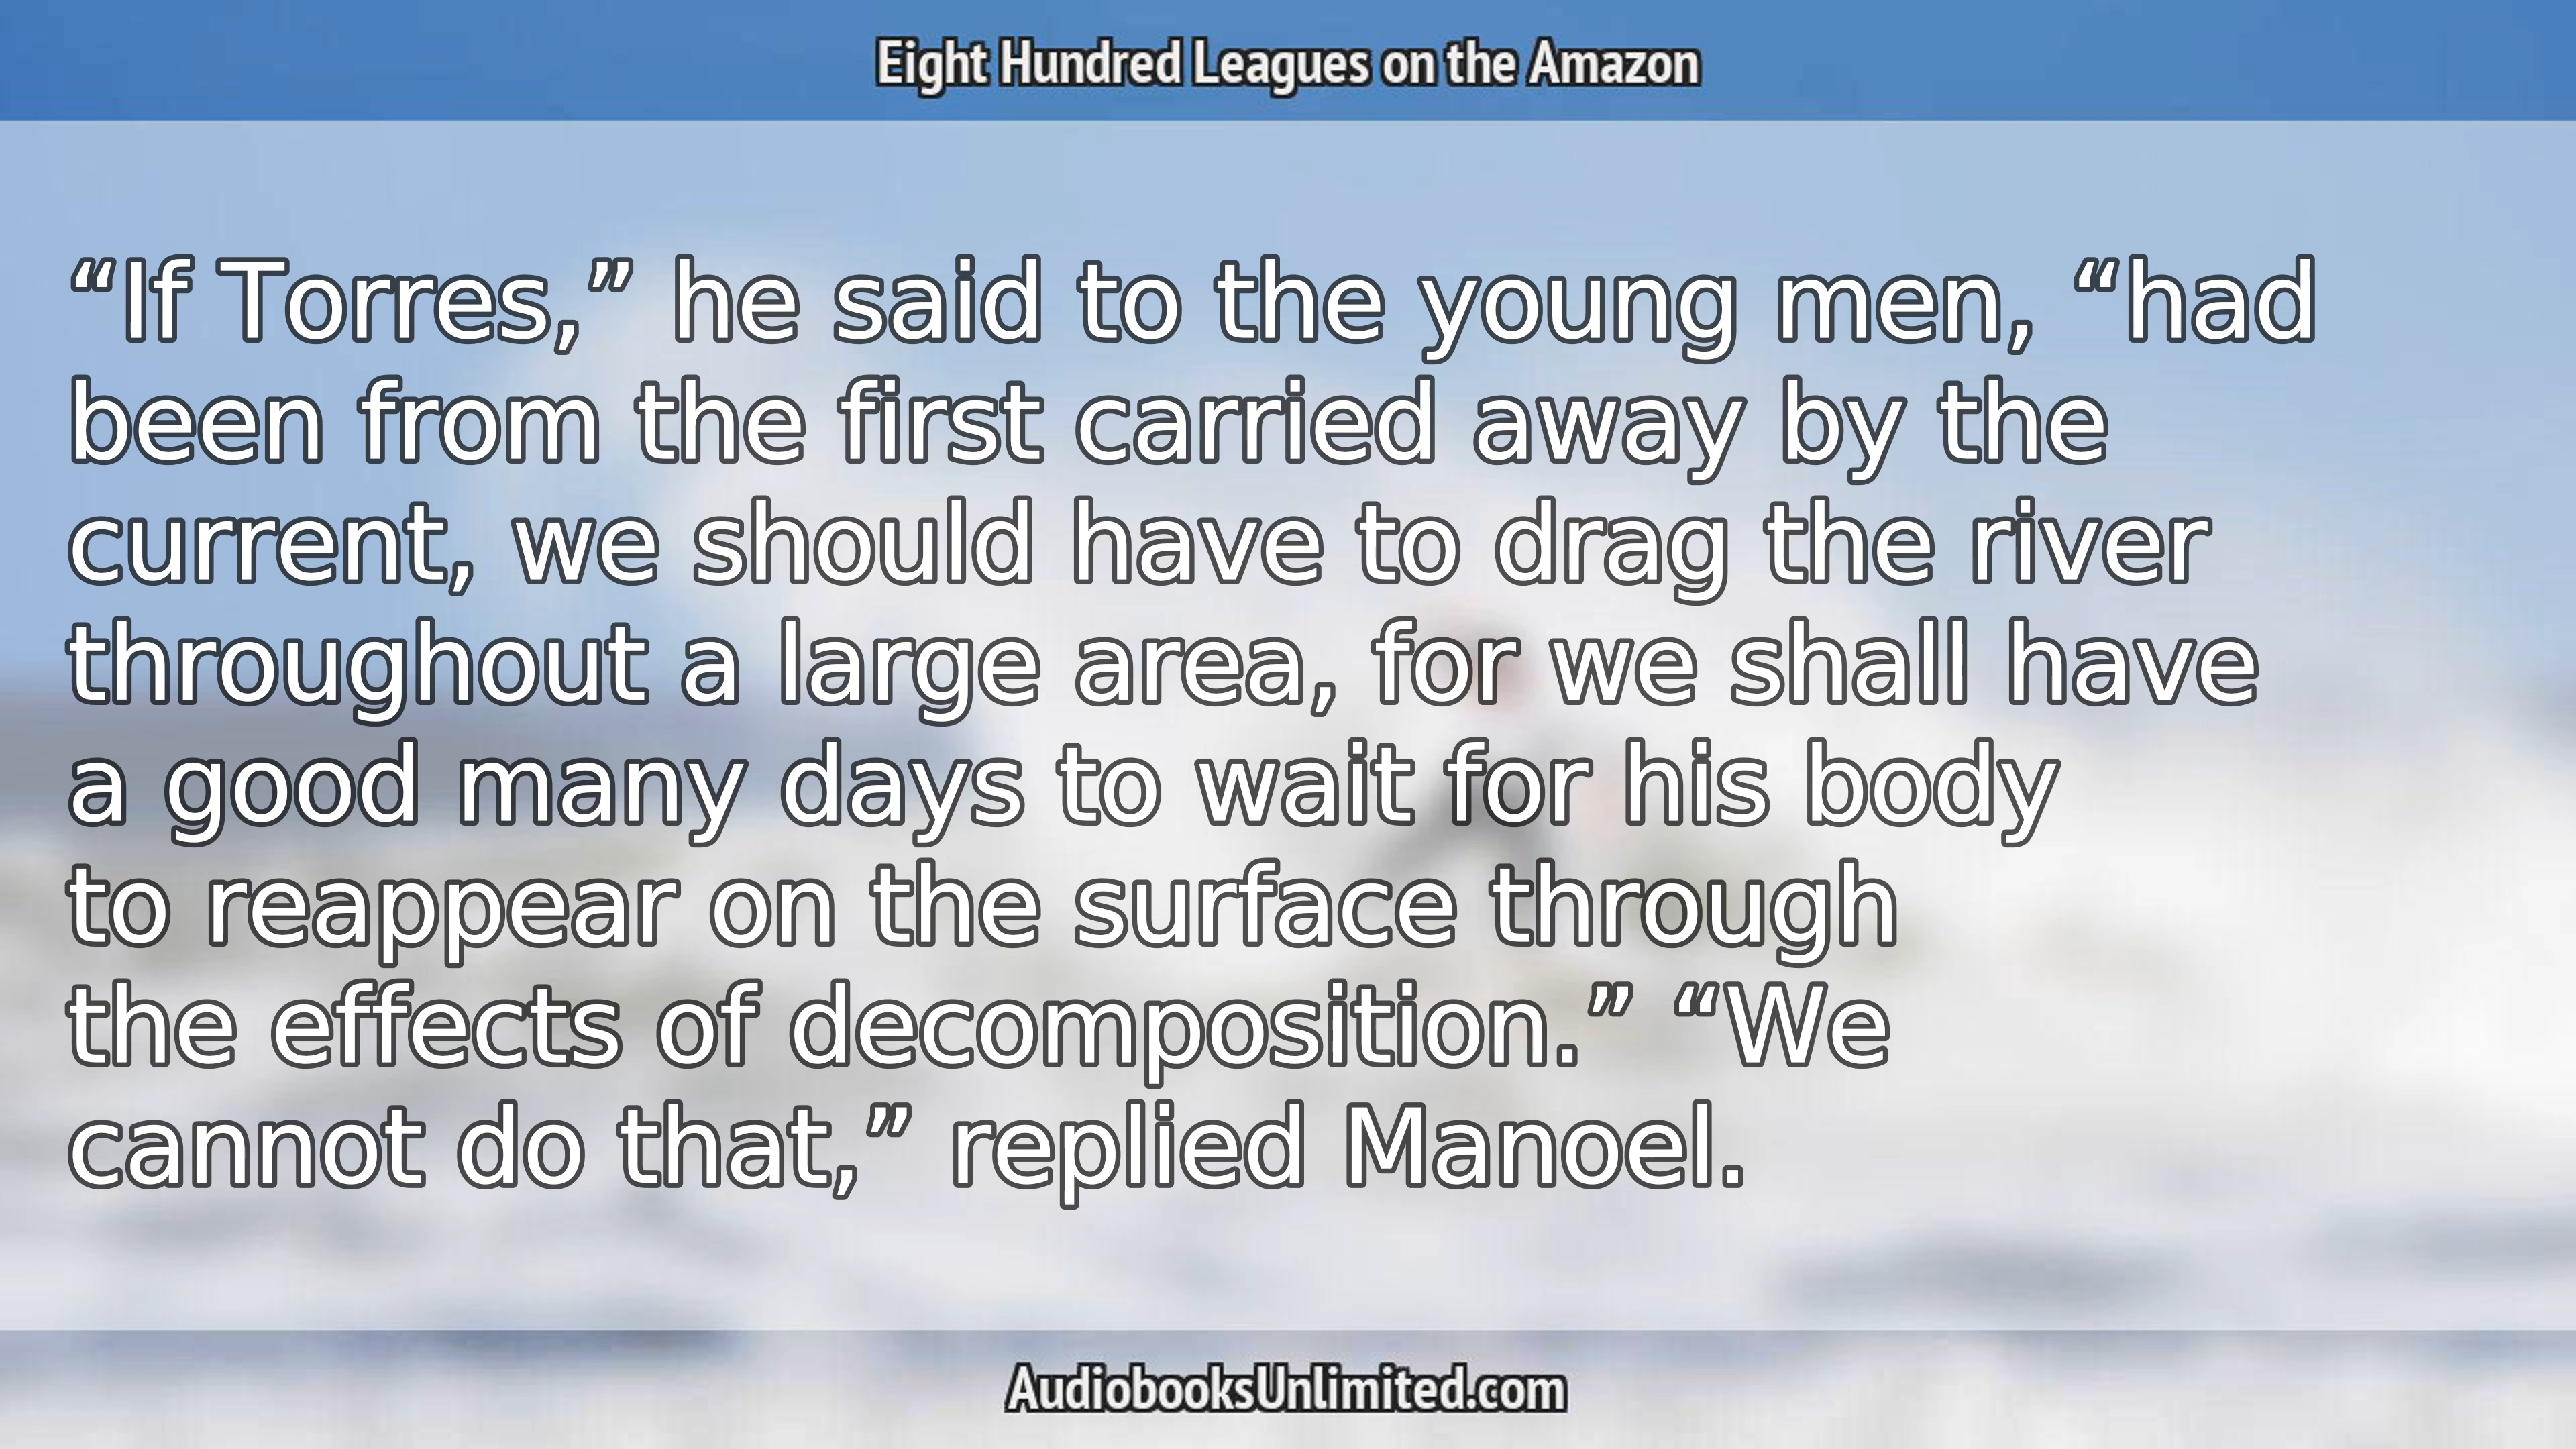 Eight Hundred Leagues on the Amazon
“If Torres,” he said to the young men, “had
been from the first carried away by the
current, we should have to drag the river
throughout a large area, for we shall have
a good many days to wait for his body
to reappear on the surface through
the effects of decomposition.” “We
cannot do that,” replied Manoel.
AudiobooksUnlimited.com